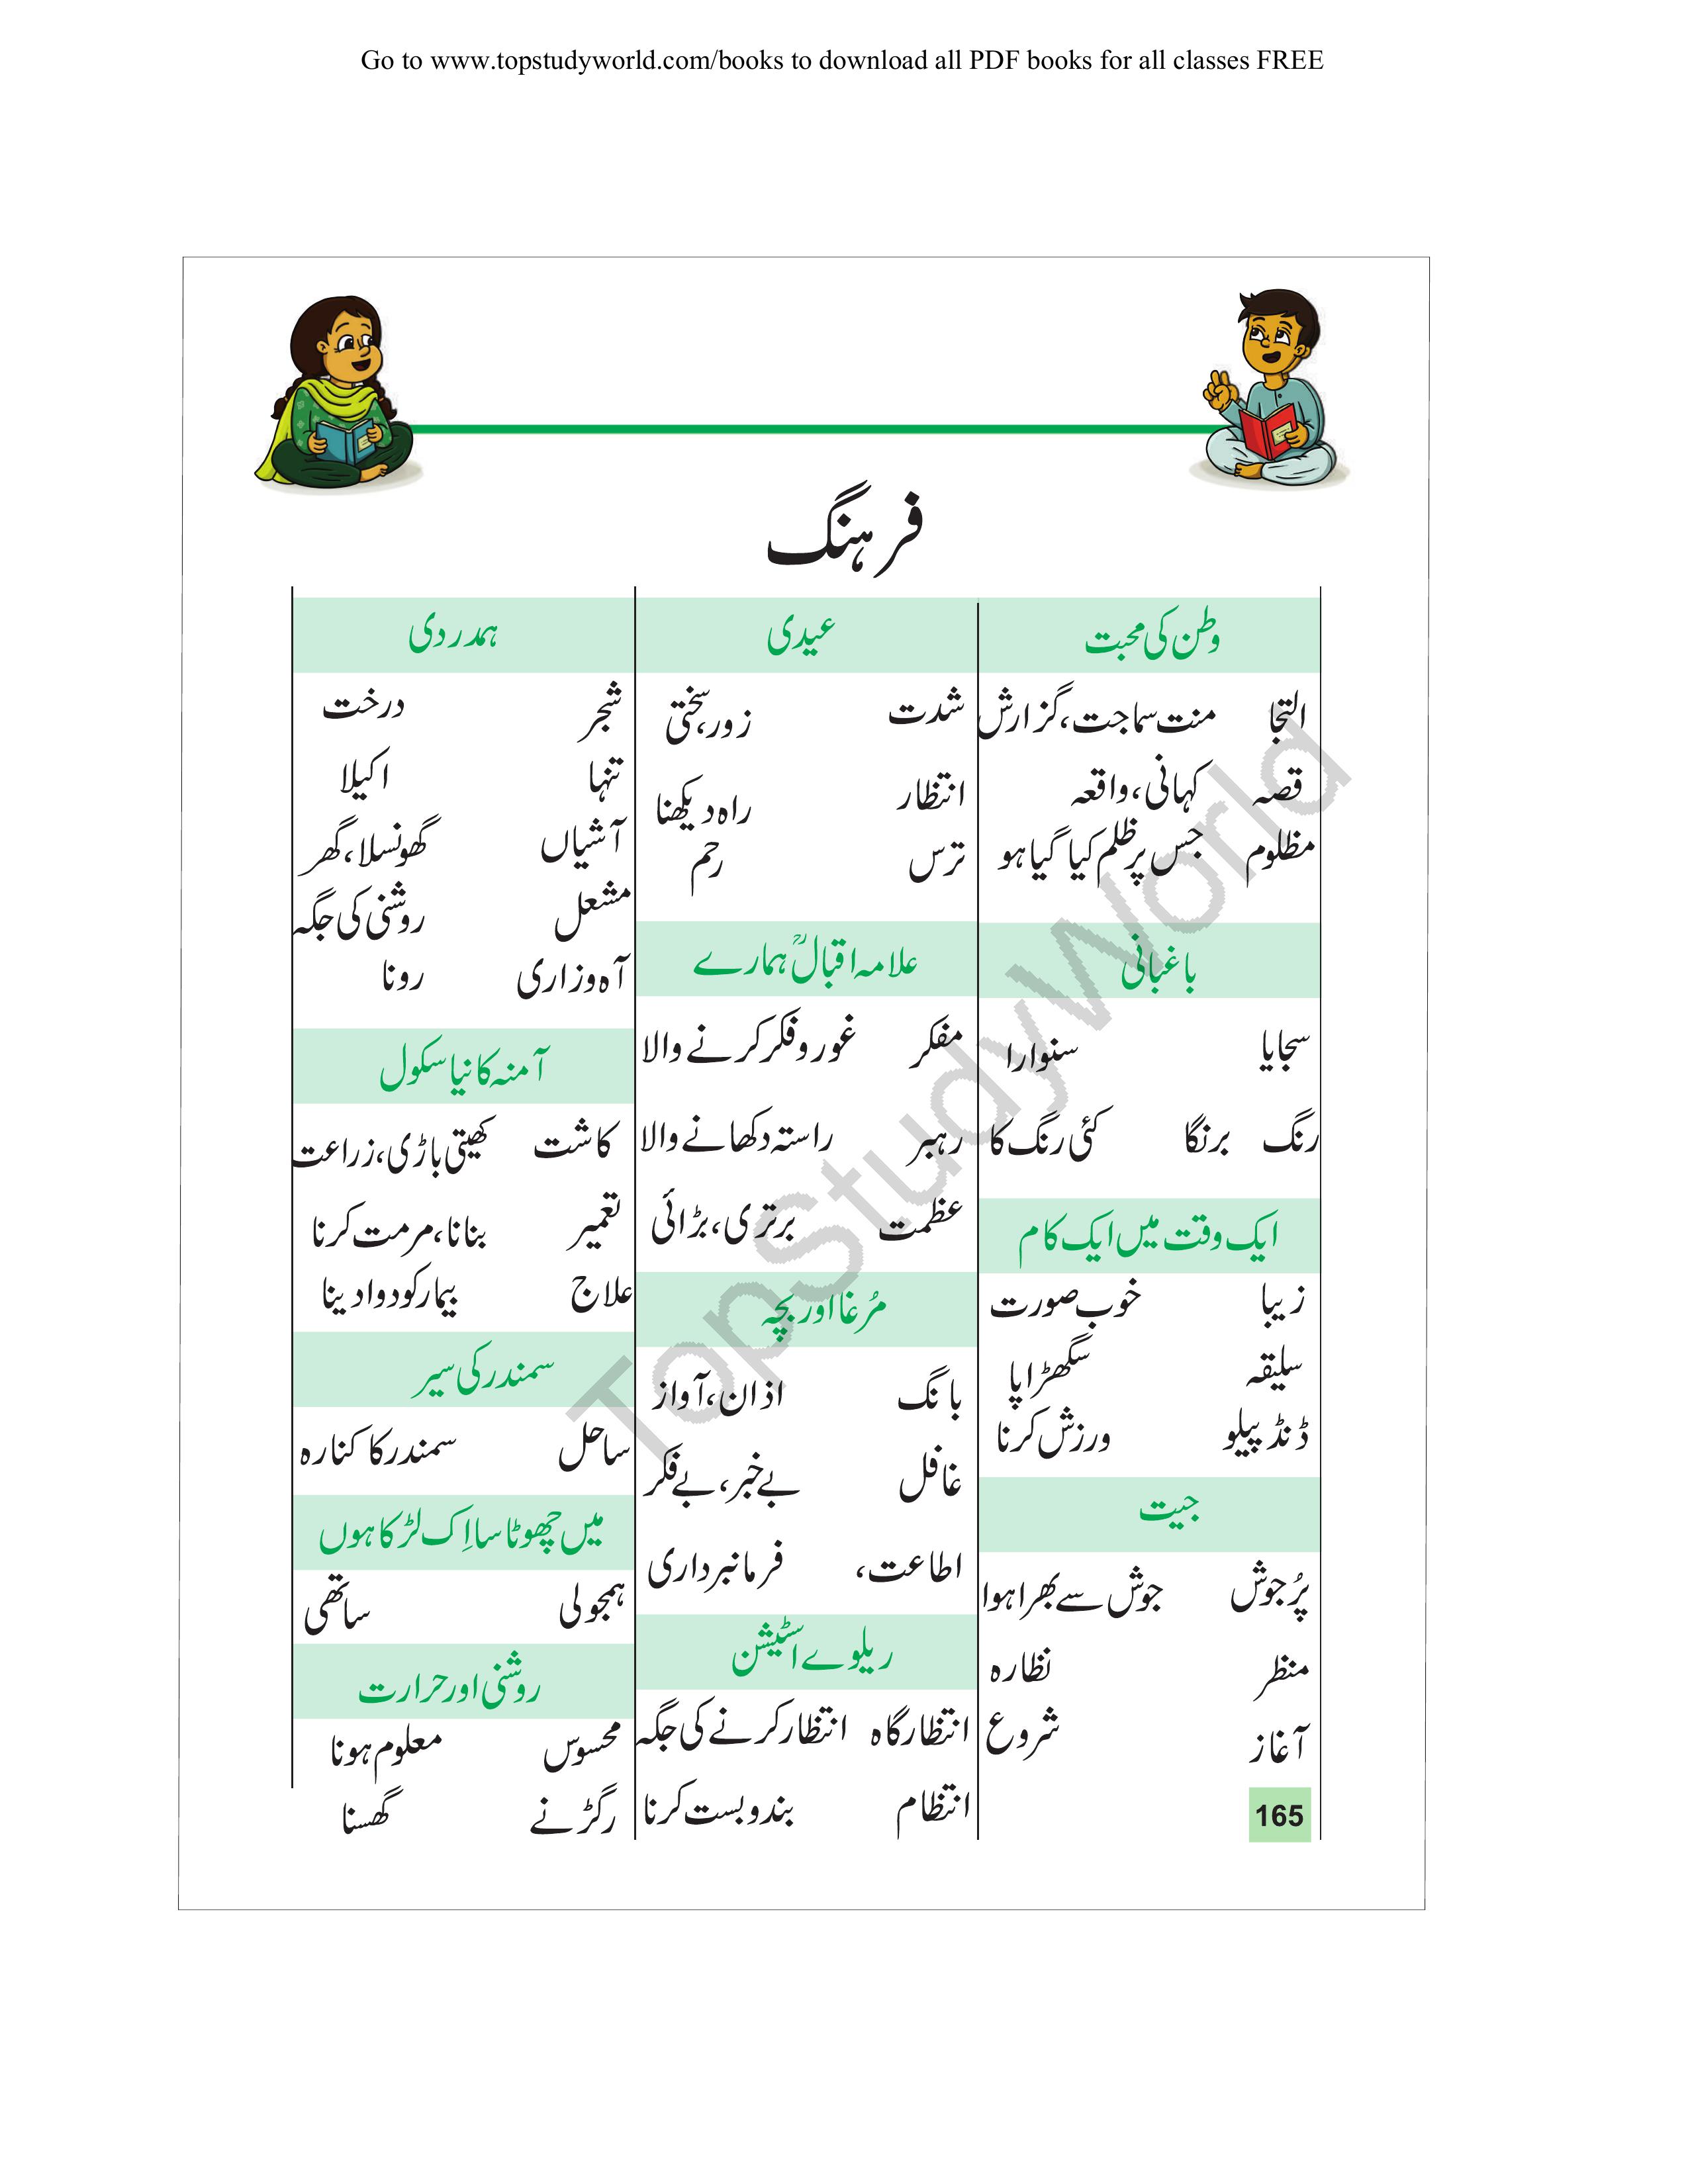 Go to www.topstudyworld.com/books to download all PDF books for all classes FREE
فرہنگ
وطن کی محبت
التجا منت سماجت، گزارش
قصہ کہانی، واقعہ
مظلوم جس پر ظلم کیا گیا ہو
باغبانی
سجایا سنوارا
رنگ برنگا کئی رنگ کا
ایک وقت میں ایک کام
زیبا خوب صورت
سلیقہ سگھڑاپا
ڈنڈ پیلو ورزش کرنا
جیت
پُرجوش جوش سے بھرا ہوا
منظر نظارہ
آغاز شروع
عیدی
شدت زور، سختی
انتظار راہ دیکھنا
ترس رحم
علامہ اقبالؒ ہمارے
مفکر غور و فکر کرنے والا
رہبر راستہ دکھانے والا
عظمت برتری، بڑائی
مُرغا اور بچہ
بانگ اذان، آواز
غافل بے خبر، بے فکر
اطاعت، فرمانبرداری
ریلوے اسٹیشن
انتظار گاہ انتظار کرنے کی جگہ
انتظام بندوبست کرنا
ہمدردی
شجر درخت
تنہا اکیلا
آشیاں گھونسلا، گھر
مشعل روشنی کی جگہ
آہ وزاری رونا
آمنہ کا نیا سکول
کاشت کھیتی باڑی، زراعت
تعمیر بنانا، مرمت کرنا
علاج بیمار کو دوا دینا
سمندر کی سیر
ساحل سمندر کا کنارہ
میں چھوٹا سا اِک لڑکا ہوں
ہمجولی ساتھی
روشنی اور حرارت
محسوس معلوم ہونا
رگڑنے گھسنا
165
TopStudyWorld